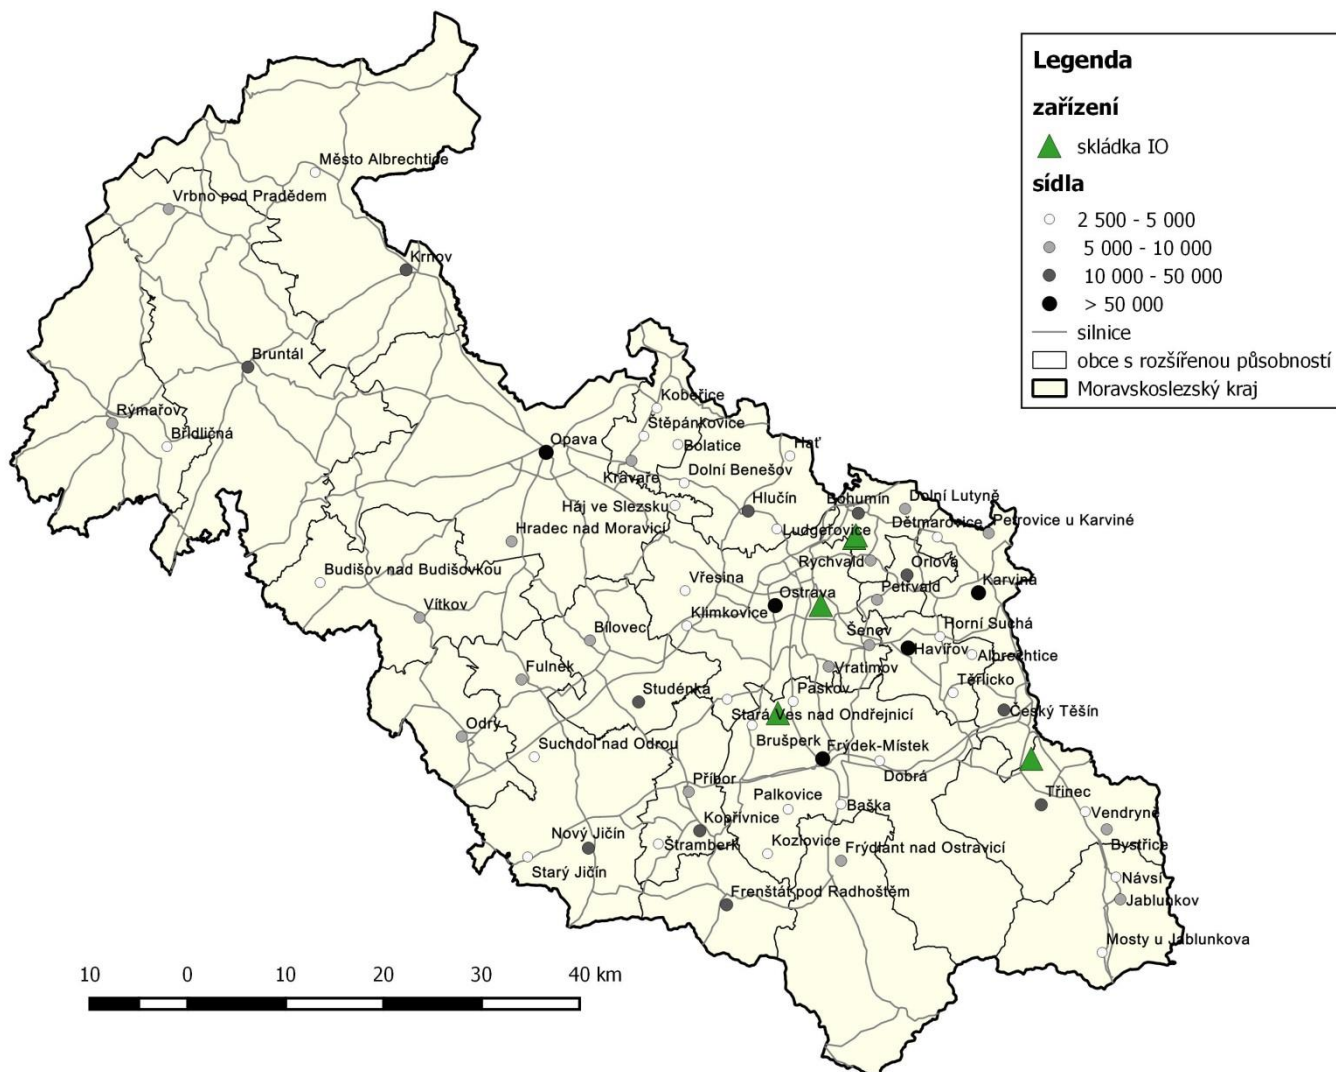 Legenda
zařízení
skládka IO
sídla
2 500 - 5 000
5 000 - 10 000
10 000 - 50 000
> 50 000
silnice
obce s rozšířenou působností
Moravskoslezský kraj
Město Albrechtice
Vrbno pod Pradědem
Krnov
Bruntál
Rýmařov
Břidličná
Opava
Kobeřice
Štěpánkovice
Bolatice
Hať
Kravaře
Dolní Benešov
Háj ve Slezsku
Hlučín
Ludgeřovice
Bohumín
Dolní Lutyně
Dětmarovice
Petrovice u Karviné
Hradec nad Moravicí
Rychvald
Orlová
Budišov nad Budišovkou
Vřesina
Ostrava
Petřvald
Karviná
Vítkov
Klimkovice
Bílovec
Šenov
Horní Suchá
Havířov
Albrechtice
Fulnek
Vratimov
Těrlicko
Studénka
Paskov
Český Těšín
Stará Ves nad Ondřejnicí
Odry
Suchdol nad Odrou
Brušperk
Frýdek-Místek
Dobrá
Příbor
Palkovice
Baška
Třinec
Vendryně
Kopřivnice
Nový Jičín
Štramberk
Kozlovice
Frýdlant nad Ostravicí
Bystřice
Starý Jičín
Návsí
Frenštát pod Radhoštěm
Jablunkov
Mosty u Jablunkova
10 0 10 20 30 40 km